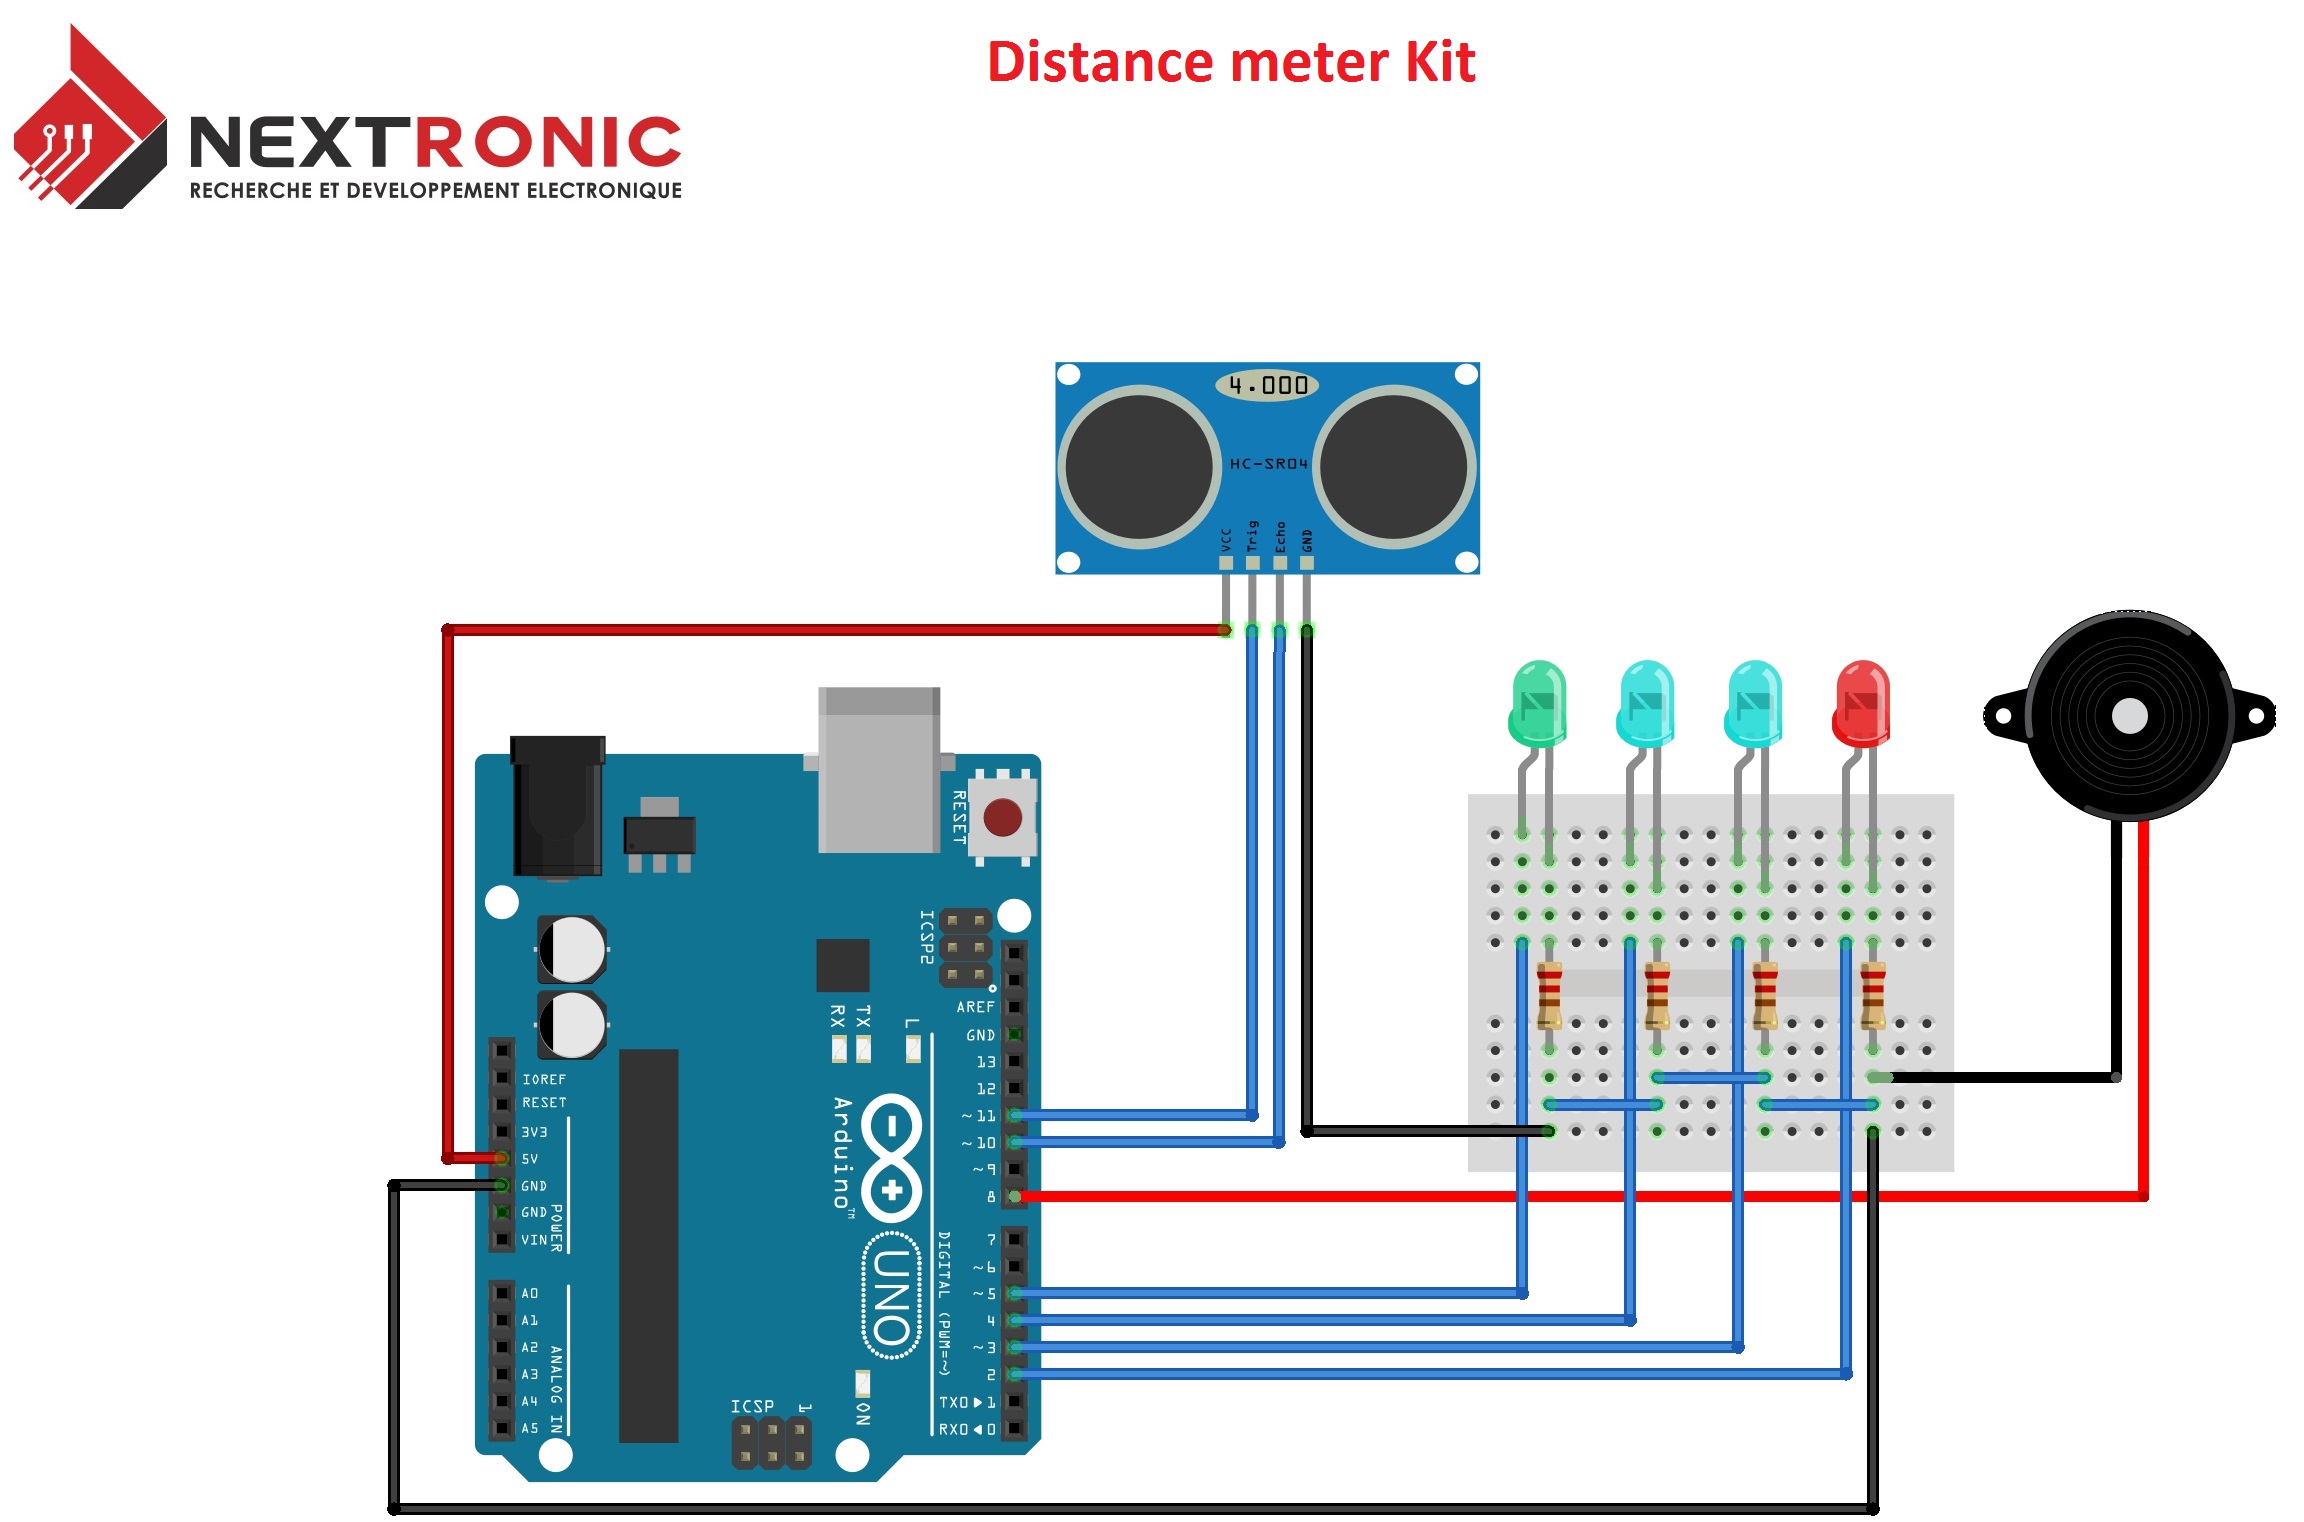 Distance meter Kit
NEXTRONIC
RECHERCHE ET DEVELOPPEMENT ELECTRONIQUE
4.000
HC-SR04
VCC
Trig
Echo
GND
RESET
ICSP2
AREF
GND
13
12
~11
~10
~9
8
7
~6
~5
4
~3
2
TX0▶1
RX0◀0
RX
TX
L
Arduino™
UNO
DIGITAL (PWM=~)
IOREF
RESET
3V3
5V
GND
GND
VIN
POWER
A0
A1
A2
A3
A4
A5
ANALOG IN
ICSP
1
ON